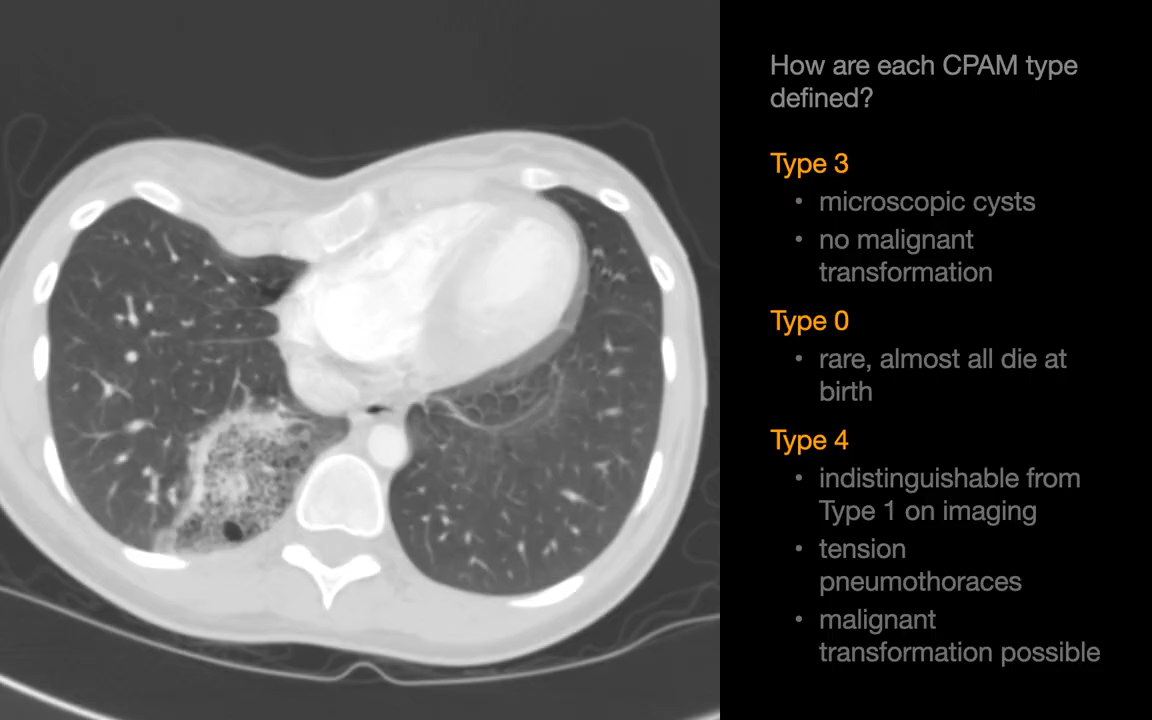 How are each CPAM type
defined?
Type 3
• microscopic cysts
• no malignant
transformation
Type 0
• rare, almost all die at
birth
Type 4
• indistinguishable from
Type 1 on imaging
• tension
pneumothoraces
• malignant
transformation possible